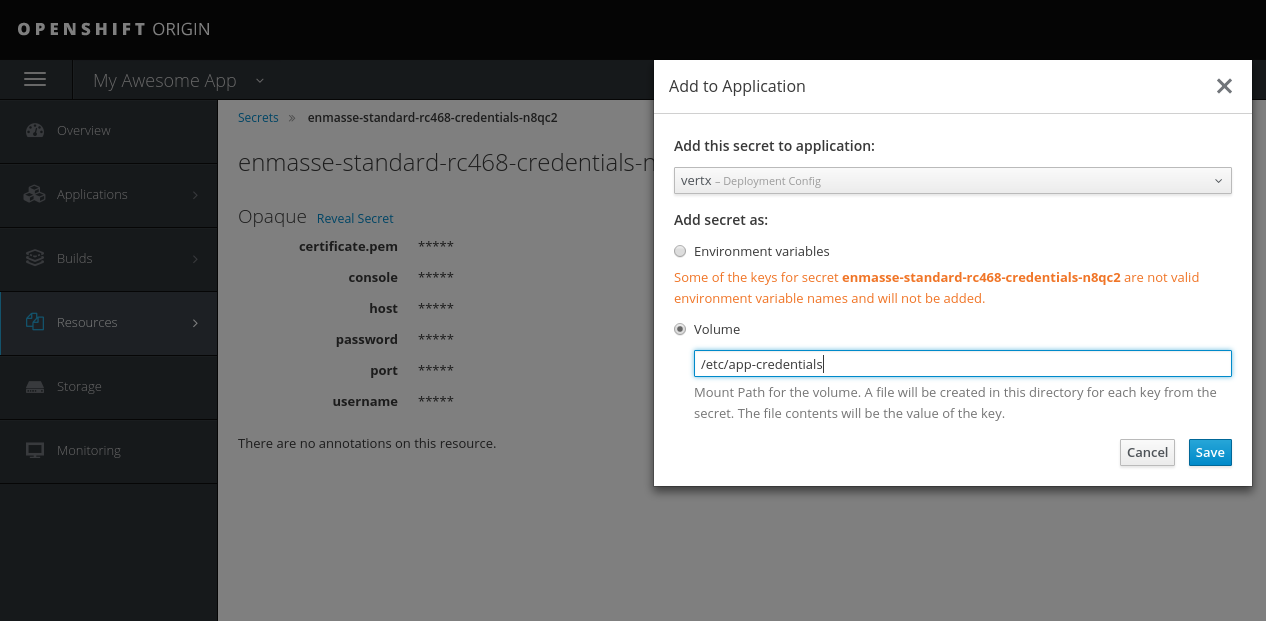 OPENSHIFT ORIGIN
My Awesome App
Overview
Applications
Builds
Resources
Storage
Monitoring
Secrets » enmasse-standard-rc468-credentials-n8qc2
enmasse-standard-rc468-credentials-n
Opaque Reveal Secret
certificate.pem *****
console *****
host *****
password *****
port *****
username *****
There are no annotations on this resource.
Add to Application
Add this secret to application:
vertx – Deployment Config
Add secret as:
Environment variables
Some of the keys for secret enmasse-standard-rc468-credentials-n8qc2 are not valid
environment variable names and will not be added.
Volume
/etc/app-credentials
Mount Path for the volume. A file will be created in this directory for each key from the
secret. The file contents will be the value of the key.
Cancel Save